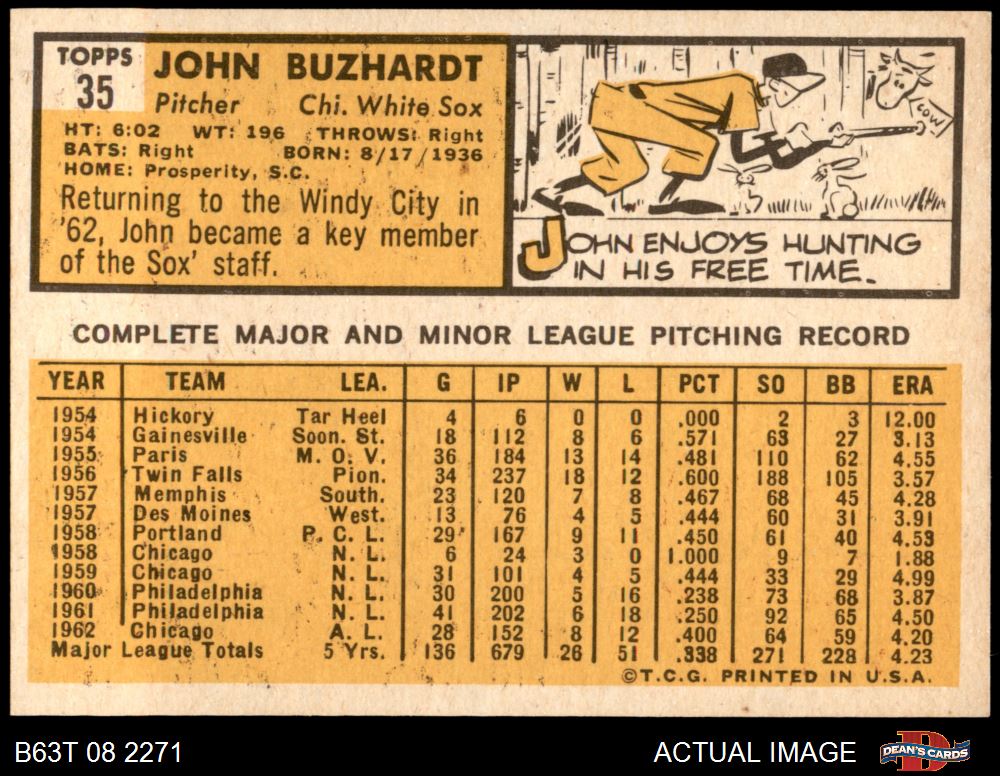 TOPPS
35
JOHN BUZHARDT
Pitcher Chi. White Sox
HT: 6:02 WT: 196 THROWS: Right
BATS: Right BORN: 8/17/1936
HOME: Prosperity, S.C.
Returning to the Windy City in
'62, John became a key member
of the Sox' staff.
COW
JOHN ENJOYS HUNTING
IN HIS FREE TIME.
COMPLETE MAJOR AND MINOR LEAGUE PITCHING RECORD
YEAR TEAM LEA. G IP W L PCT SO BB ERA
1954 Hickory Tar Heel 4 6 0 0 .000 2 3 12.00
1954 Gainesville Soon. St. 18 112 8 6 .571 63 27 3.13
1955 Paris M. O. V. 36 184 13 14 .481 110 62 4.55
1956 Twin Falls Pion. 34 237 18 12 .600 188 105 3.57
1957 Memphis South. 23 120 7 8 .467 68 45 4.28
1957 Des Moines West. 13 76 4 5 .444 60 31 3.91
1958 Portland P. C. L. 29 167 9 11 .450 61 40 4.53
1958 Chicago N. L. 6 24 3 0 1.000 9 7 1.88
1959 Chicago N. L. 31 101 4 5 .444 33 29 4.99
1960 Philadelphia N. L. 30 200 5 16 .238 73 68 3.87
1961 Philadelphia N. L. 41 202 6 18 .250 92 65 4.50
1962 Chicago A. L. 28 152 8 12 .400 64 59 4.20
Major League Totals 5 Yrs. 136 679 26 51 .338 271 228 4.23
©T.C.G. PRINTED IN U.S.A.
B63T 08 2271 ACTUAL IMAGE D DEAN'S CARDS